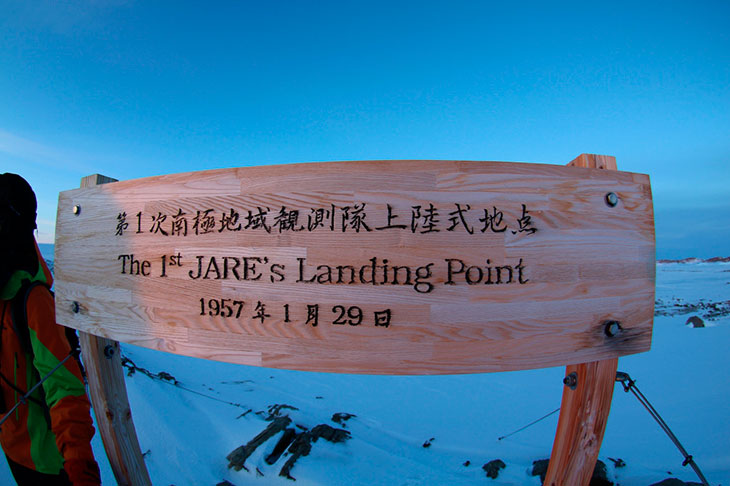 第1次南極地域観測隊上陸式地点
The 1st JARE's Landing Point
1957年1月29日